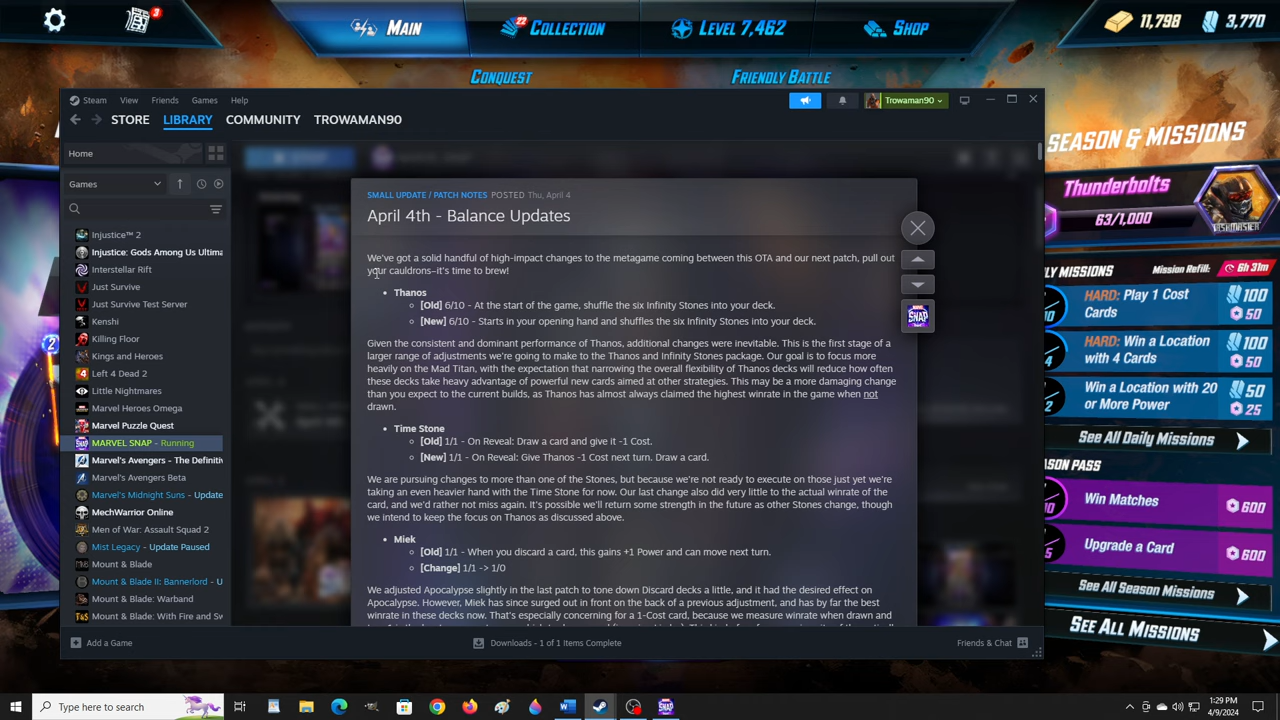 3
MAIN
22
COLLECTION
LEVEL 7,462
SHOP
11,798
3,770
CONQUEST
FRIENDLY BATTLE
Steam View Friends Games Help
Trowaman90
STORE LIBRARY COMMUNITY TROWAMAN90
Home
Games
Injustice™ 2
Injustice: Gods Among Us Ultima
Interstellar Rift
Just Survive
Just Survive Test Server
Kenshi
Killing Floor
Kings and Heroes
Left 4 Dead 2
Little Nightmares
Marvel Heroes Omega
Marvel Puzzle Quest
MARVEL SNAP - Running
Marvel's Avengers - The Definitiv
Marvel's Avengers Beta
Marvel's Midnight Suns - Update
MechWarrior Online
Men of War: Assault Squad 2
Mist Legacy - Update Paused
Mount & Blade
Mount & Blade II: Bannerlord - U
Mount & Blade: Warband
Mount & Blade: With Fire and Sw
SMALL UPDATE / PATCH NOTES POSTED Thu, April 4
April 4th - Balance Updates
We've got a solid handful of high-impact changes to the metagame coming between this OTA and our next patch, pull out
your cauldrons–it's time to brew!
• Thanos
[Old] 6/10 - At the start of the game, shuffle the six Infinity Stones into your deck.
[New] 6/10 - Starts in your opening hand and shuffles the six Infinity Stones into your deck.
Given the consistent and dominant performance of Thanos, additional changes were inevitable. This is the first stage of a
larger range of adjustments we're going to make to the Thanos and Infinity Stones package. Our goal is to focus more
heavily on the Mad Titan, with the expectation that narrowing the overall flexibility of Thanos decks will reduce how often
these decks take heavy advantage of powerful new cards aimed at other strategies. This may be a more damaging change
than you expect to the current builds, as Thanos has almost always claimed the highest winrate in the game when not
drawn.
• Time Stone
[Old] 1/1 - On Reveal: Draw a card and give it -1 Cost.
[New] 1/1 - On Reveal: Give Thanos -1 Cost next turn. Draw a card.
We are pursuing changes to more than one of the Stones, but because we're not ready to execute on those just yet we're
taking an even heavier hand with the Time Stone for now. Our last change also did very little to the actual winrate of the
card, and we'd rather not miss again. It's possible we'll return some strength in the future as other Stones change, though
we intend to keep the focus on Thanos as discussed above.
• Miek
[Old] 1/1 - When you discard a card, this gains +1 Power and can move next turn.
[Change] 1/1 -> 1/0
We adjusted Apocalypse slightly in the last patch to tone down Discard decks a little, and it had the desired effect on
Apocalypse. However, Miek has since surged out in front on the back of a previous adjustment, and has by far the best
winrate in these decks now. That's especially concerning for a 1-Cost card, because we measure winrate when drawn and
Add a Game
Downloads - 1 of 1 Items Complete
Friends & Chat
SEASON & MISSIONS
Thunderbolts
63/1,000
LY MISSIONS Mission Refill: 6h 31m
HARD: Play 1 Cost
Cards
100
50
HARD: Win a Location
with 4 Cards
100
50
Win a Location with 20
or More Power
50
25
See All Daily Missions
ASON PASS
Win Matches
600
Upgrade a Card
600
See All Season Missions
SEE ALL MISSIONS
Type here to search
1:29 PM
4/9/2024